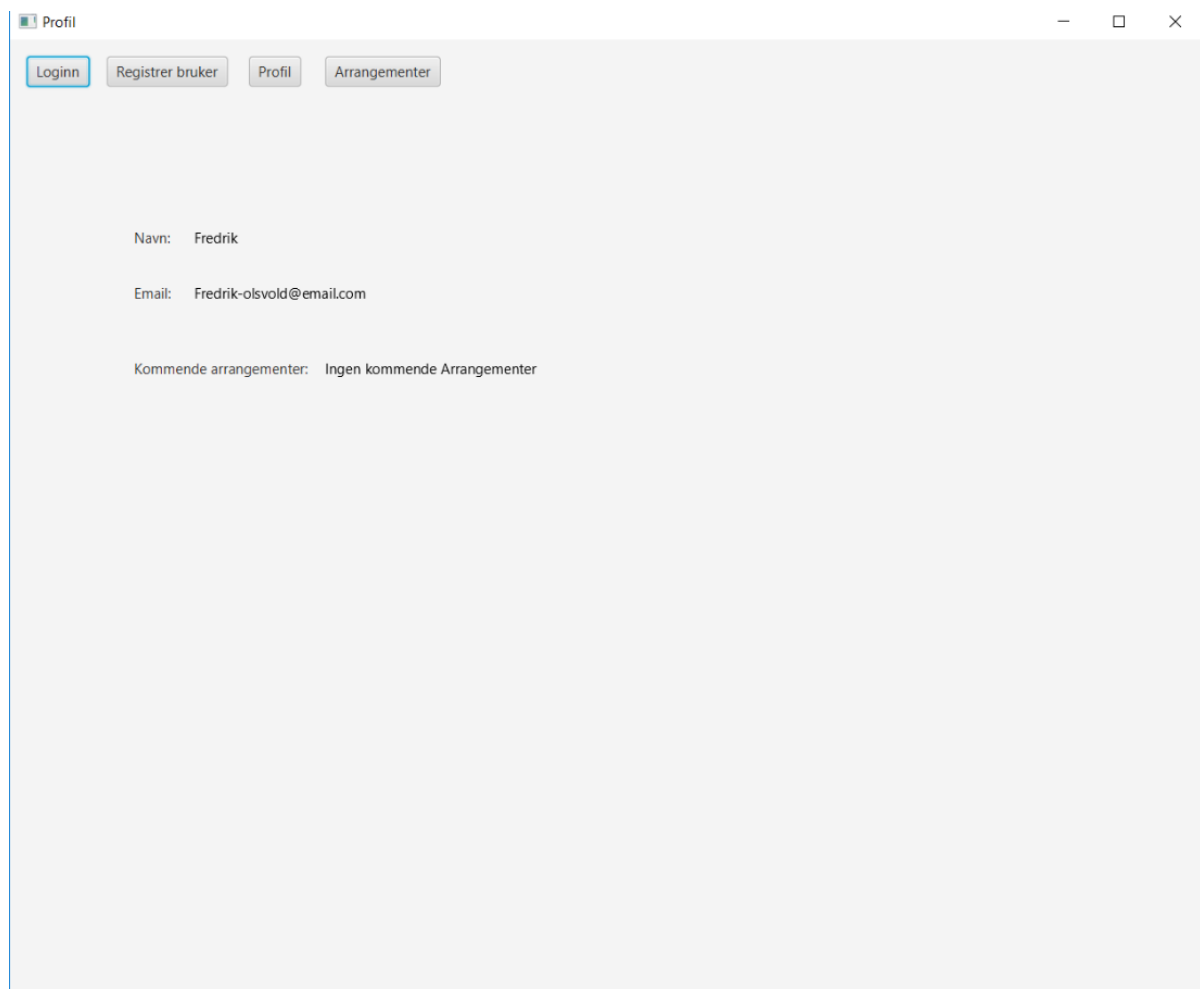 Profil
Loginn Registrer bruker Profil Arrangementer
Navn: Fredrik
Email: Fredrik-olsvold@email.com
Kommende arrangementer: Ingen kommende Arrangementer